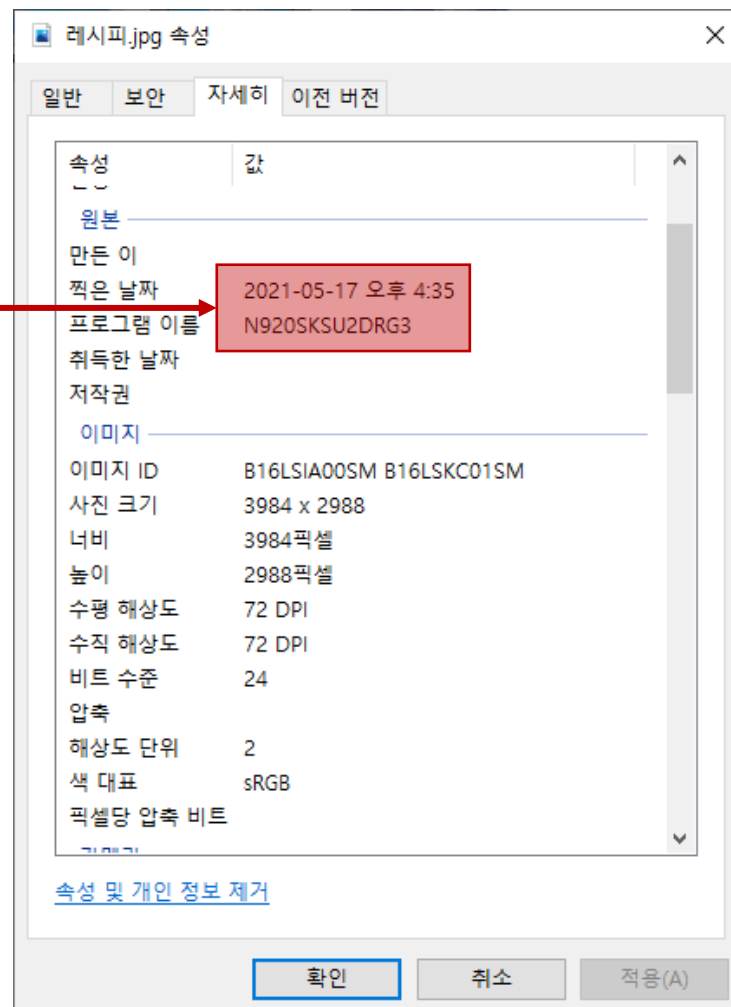 레시피.jpg 속성
일반 보안 자세히 이전 버전
속성 값
원본
만든 이
찍은 날짜 2021-05-17 오후 4:35
프로그램 이름 N920SKSU2DRG3
취득한 날짜
저작권
이미지
이미지 ID B16LSIA00SM B16LSKC01SM
사진 크기 3984 x 2988
너비 3984픽셀
높이 2988픽셀
수평 해상도 72 DPI
수직 해상도 72 DPI
비트 수준 24
압축
해상도 단위 2
색 대표 sRGB
픽셀당 압축 비트
속성 및 개인 정보 제거
확인 취소 적용(A)